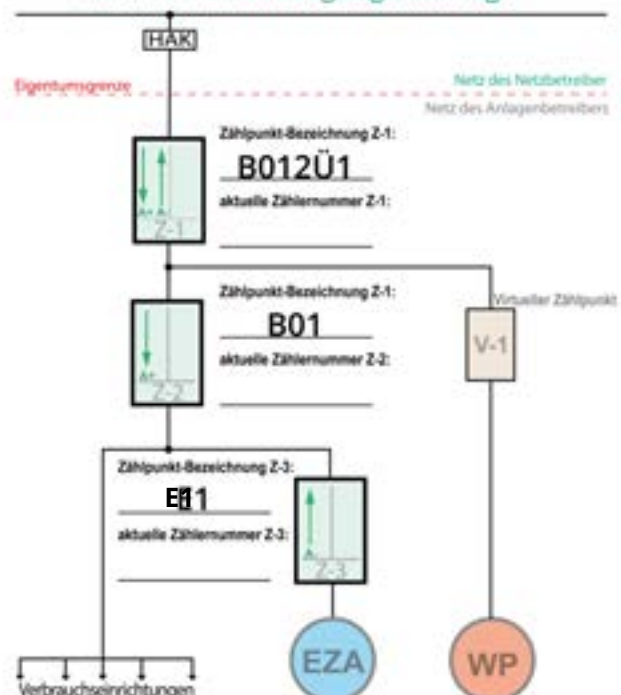 HAK
Eigentumsgrenze
Netz des Netzbetreiber
Netz des Anlagenbetreibers
Zählpunkt-Bezeichnung Z-1:
B012Ü1
aktuelle Zählernummer Z-1:
A+ A-
Z-1
Zählpunkt-Bezeichnung Z-1:
Virtueller Zählpunkt
B01
V-1
aktuelle Zählernummer Z-2:
A+
Z-2
Zählpunkt-Bezeichnung Z-3:
aktuelle Zählernummer Z-3:
A-
Z-3
EZA
WP
Verbrauchseinrichtungen